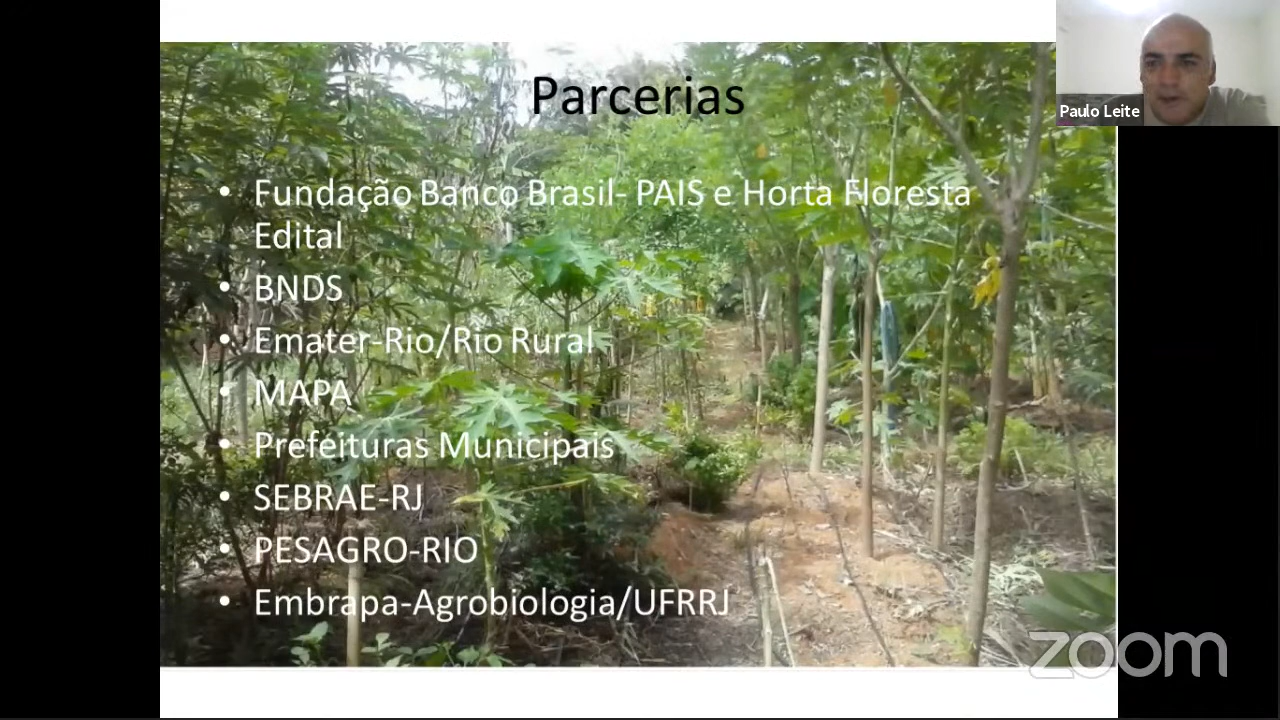 Parcerias
Paulo Leite
• Fundação Banco Brasil- PAIS e Horta Floresta
Edital
• BNDS
• Emater-Rio/Rio Rural
• MAPA
• Prefeituras Municipais
• SEBRAE-RJ
• PESAGRO-RIO
• Embrapa-Agrobiologia/UFRRJ
zoom